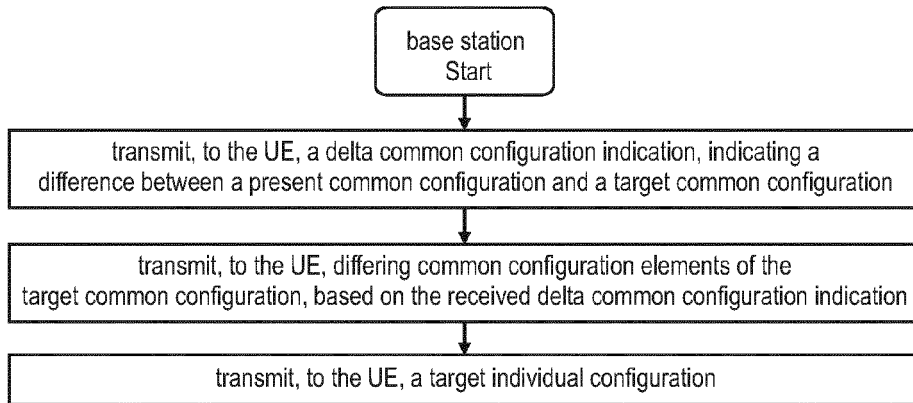 base station
Start
transmit, to the UE, a delta common configuration indication, indicating a
difference between a present common configuration and a target common configuration
transmit, to the UE, differing common configuration elements of the
target common configuration, based on the received delta common configuration indication
transmit, to the UE, a target individual configuration